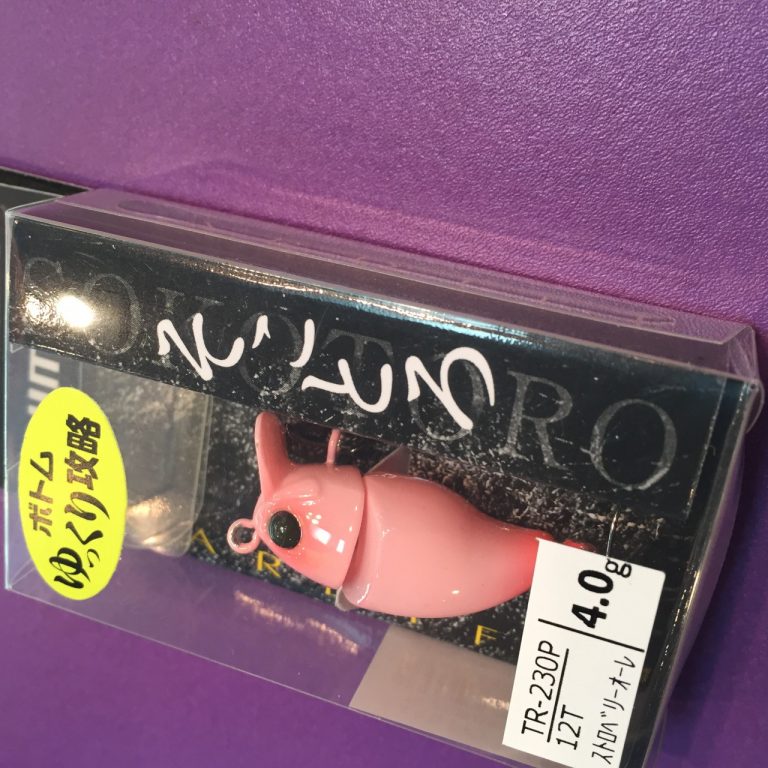 SOKOTORO
そことろ
ボトム
ゆっくり攻略
4.0g
TR-230P
12T
ストロベリーオーレ